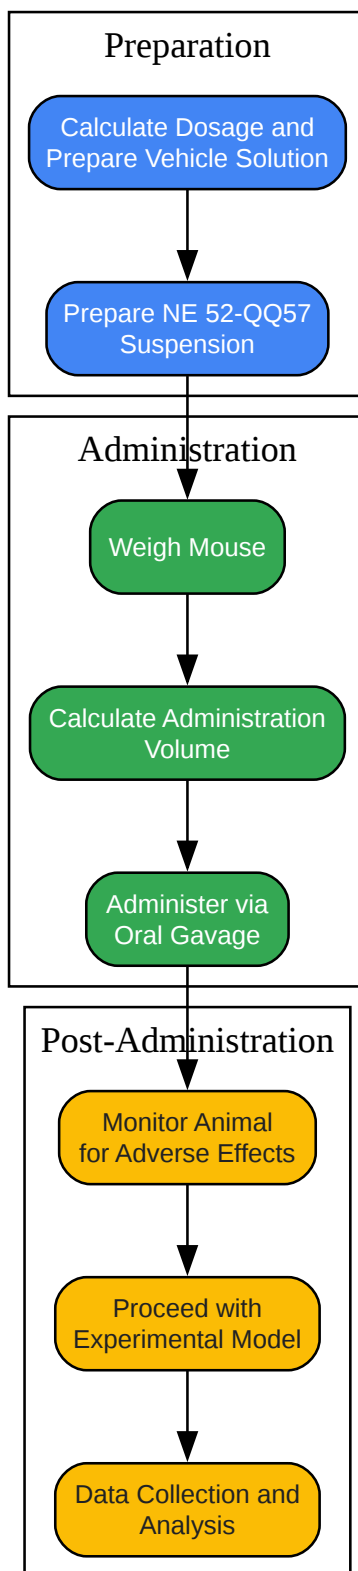 Preparation
Calculate Dosage and
Prepare Vehicle Solution
Prepare NE 52-QQ57
Suspension
Administration
Weigh Mouse
Calculate Administration
Volume
Administer via
Oral Gavage
Post-Administration
Monitor Animal
for Adverse Effects
Proceed with
Experimental Model
Data Collection and
Analysis